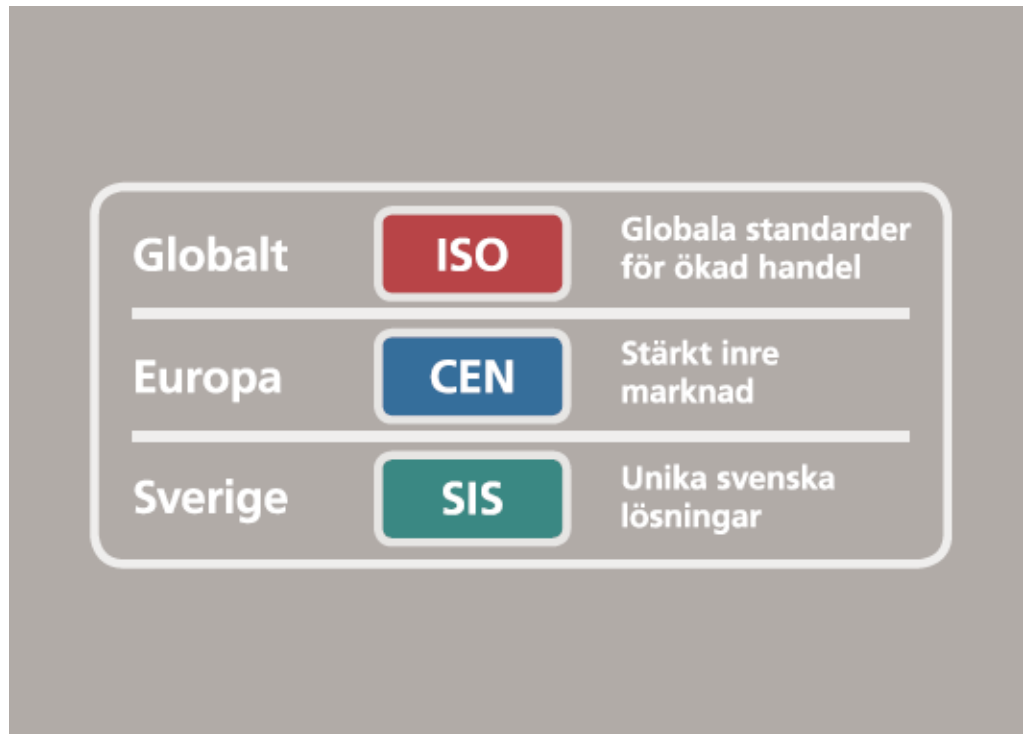 Globalt
ISO
Globala standarder
för ökad handel
Europa
CEN
Stärkt inre
marknad
Sverige
SIS
Unika svenska
lösningar